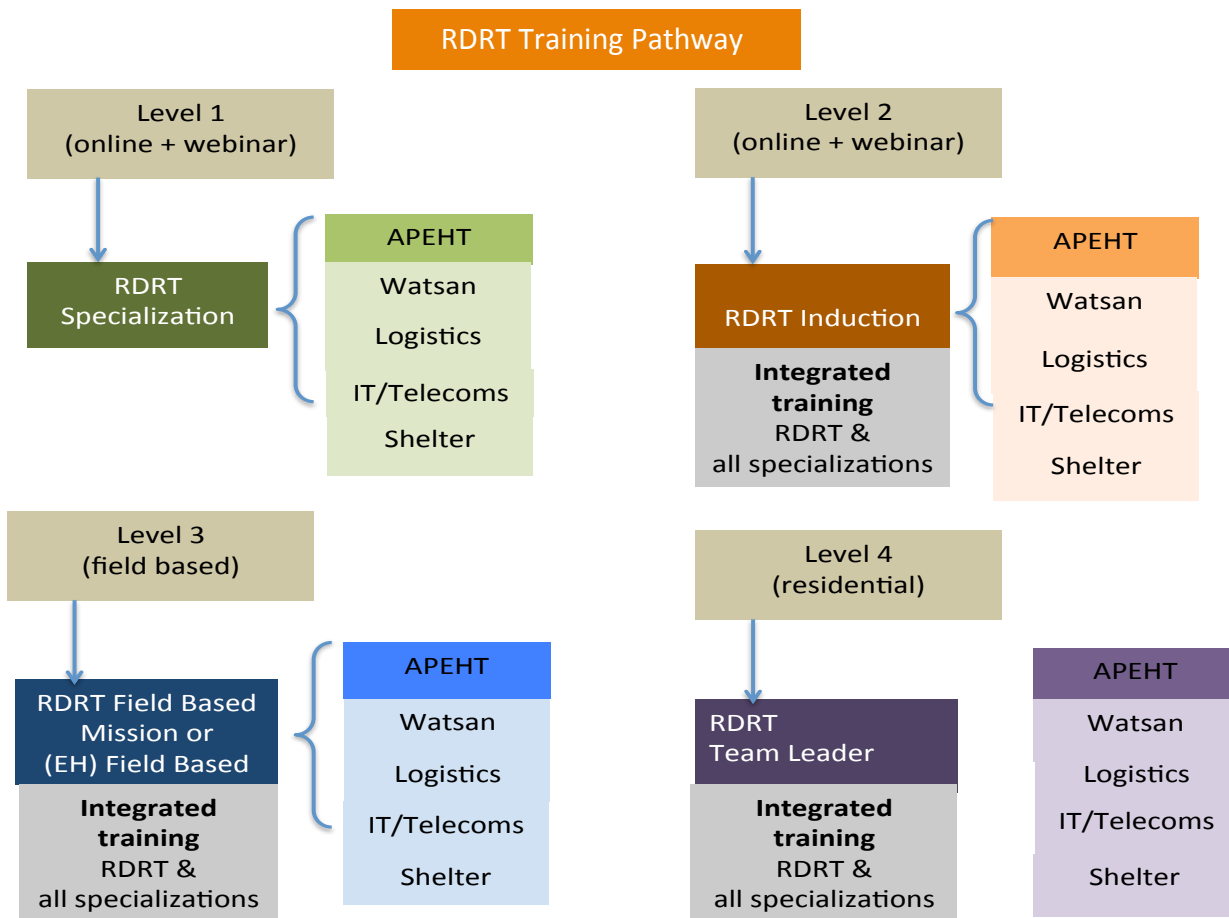 RDRT Training Pathway
Level 1
(online + webinar)
RDRT
Specialization
APEHT
Watsan
Logistics
IT/Telecoms
Shelter
Level 2
(online + webinar)
RDRT Induction
Integrated
training
RDRT &
all specializations
APEHT
Watsan
Logistics
IT/Telecoms
Shelter
Level 3
(field based)
RDRT Field Based
Mission or
(EH) Field Based
Integrated
training
RDRT &
all specializations
APEHT
Watsan
Logistics
IT/Telecoms
Shelter
Level 4
(residential)
RDRT
Team Leader
Integrated
training
RDRT &
all specializations
APEHT
Watsan
Logistics
IT/Telecoms
Shelter